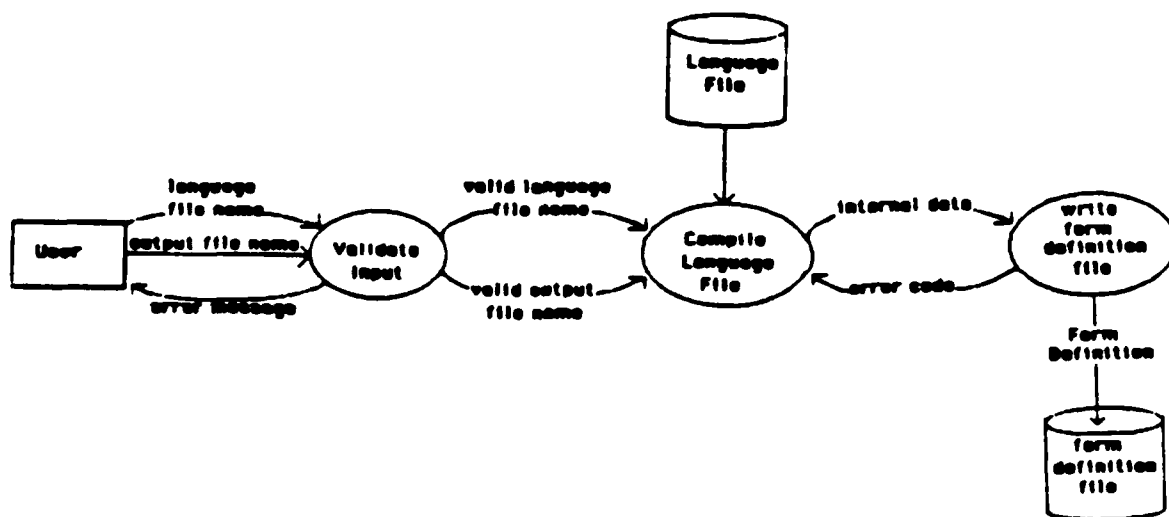 Language
File
language
file name
User
output file name
error message
Validate
input
valid language
file name
valid output
file name
Compile
Language
File
internal data
error code
write
form
definition
file
Form
Definition
form
definition
file